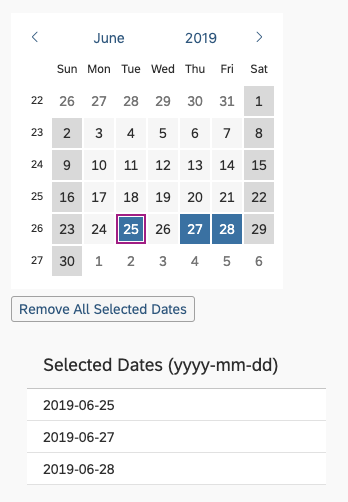 June 2019
Sun Mon Tue Wed Thu Fri Sat
22 26 27 28 29 30 31 1
23 2 3 4 5 6 7 8
24 9 10 11 12 13 14 15
25 16 17 18 19 20 21 22
26 23 24 25 26 27 28 29
27 30 1 2 3 4 5 6
Remove All Selected Dates
Selected Dates (yyyy-mm-dd)
2019-06-25
2019-06-27
2019-06-28